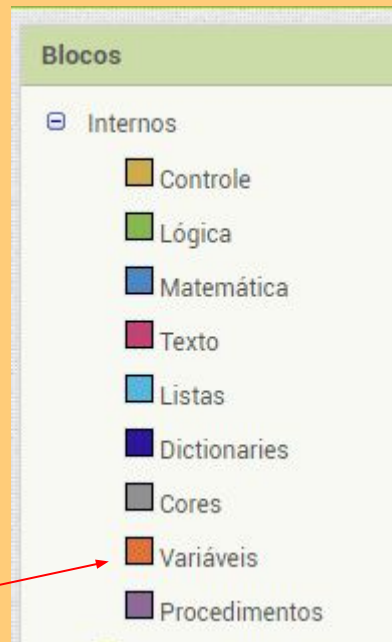 Blocos
Internos
Controle
Lógica
Matemática
Texto
Listas
Dictionaries
Cores
Variáveis
Procedimentos